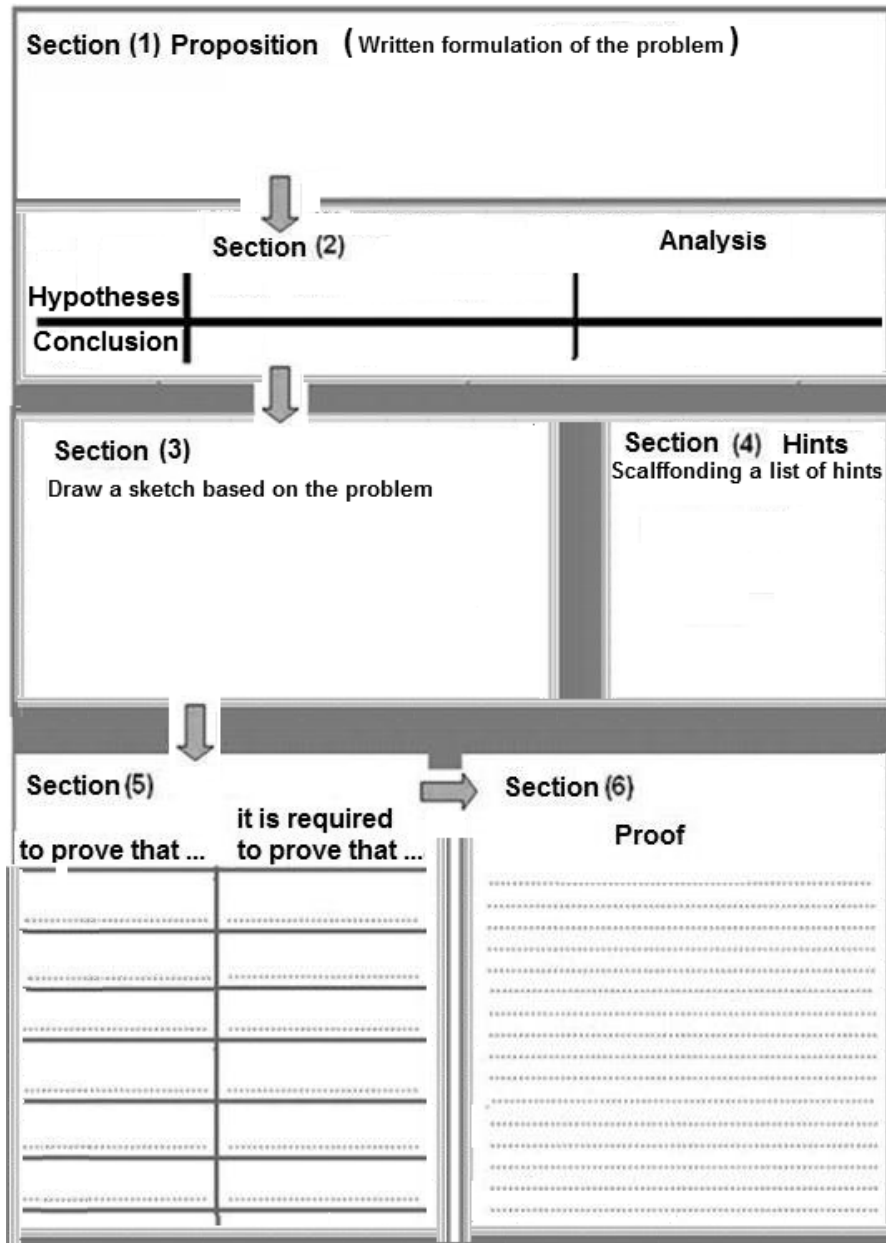 Section (1) Proposition (Written formulation of the problem)
Section (2)
Analysis
Hypotheses
Conclusion
Section (3)
Draw a sketch based on the problem
Section (4) Hints
Scalffonding a list of hints
Section (5)
to prove that ...
it is required
to prove that ...
Section (6)
Proof